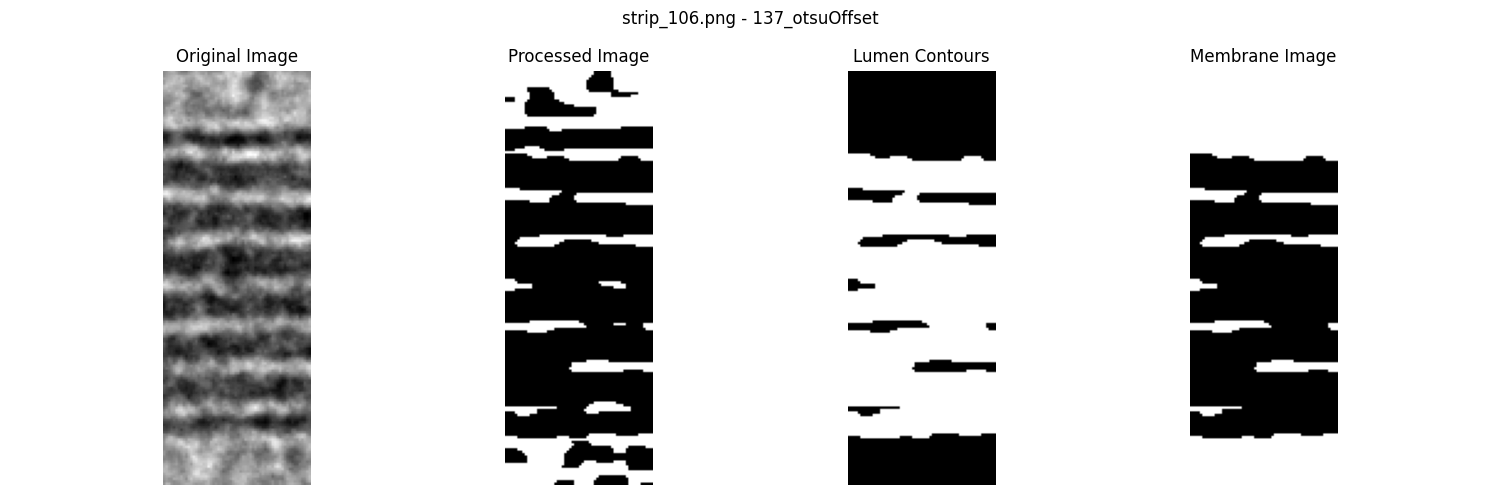 strip_106.png - 137_otsuOffset
Original Image
Processed Image
Lumen Contours
Membrane Image